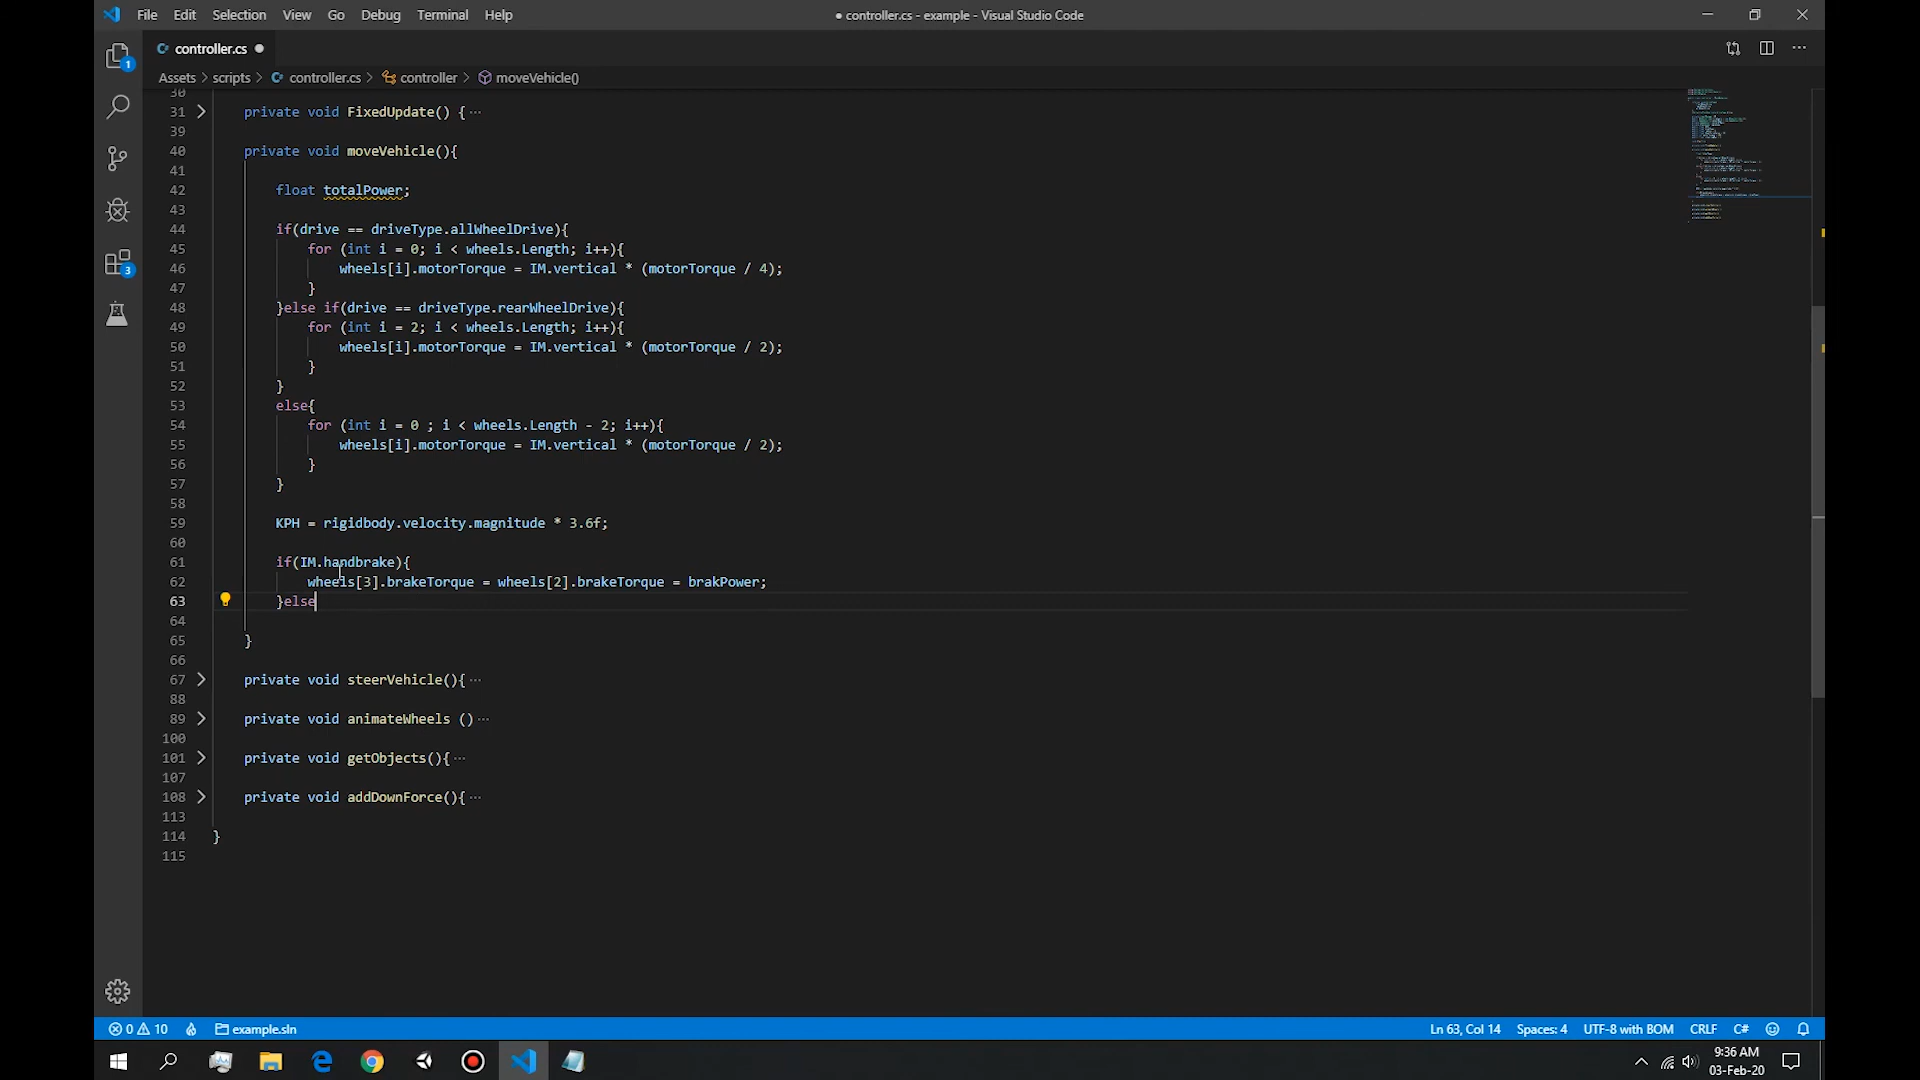 File Edit Selection View Go Debug Terminal Help
● controller.cs - example - Visual Studio Code
controller.cs ●
Assets > scripts > controller.cs > controller > moveVehicle()
30
31 private void FixedUpdate() { ···
39
40 private void moveVehicle(){
41
42 float totalPower;
43
44 if(drive == driveType.allWheelDrive){
45 for (int i = 0; i < wheels.Length; i++){
46 wheels[i].motorTorque = IM.vertical * (motorTorque / 4);
47 }
48 }else if(drive == driveType.rearWheelDrive){
49 for (int i = 2; i < wheels.Length; i++){
50 wheels[i].motorTorque = IM.vertical * (motorTorque / 2);
51 }
52 }
53 else{
54 for (int i = 0 ; i < wheels.Length - 2; i++){
55 wheels[i].motorTorque = IM.vertical * (motorTorque / 2);
56 }
57 }
58
59 KPH = rigidbody.velocity.magnitude * 3.6f;
60
61 if(IM.handbrake){
62 wheels[3].brakeTorque = wheels[2].brakeTorque = brakPower;
63 }else
64
65 }
66
67 private void steerVehicle(){ ···
88
89 private void animateWheels () ···
100
101 private void getObjects(){ ···
107
108 private void addDownForce(){ ···
113
114 }
115
1
3
0 10 example.sln Ln 63, Col 14 Spaces: 4 UTF-8 with BOM CRLF C#
9:36 AM
03-Feb-20